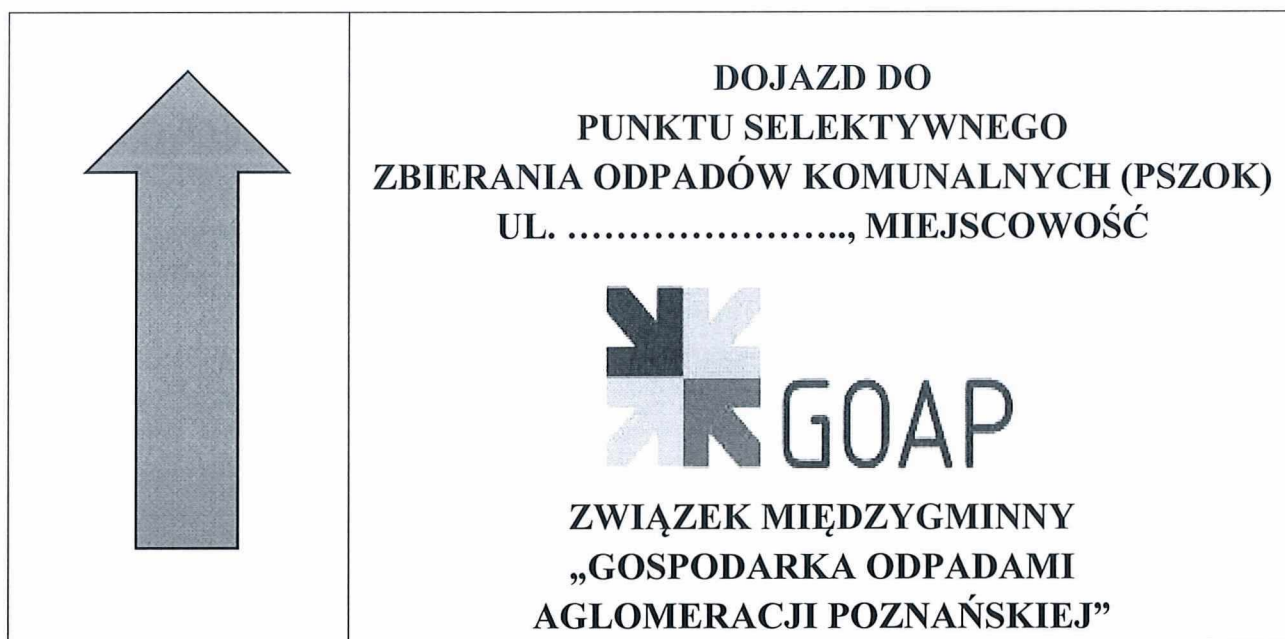 DOJAZD DO
PUNKTU SELEKTYWNEGO
ZBIERANIA ODPADÓW KOMUNALNYCH (PSZOK)
UL. ………………….., MIEJSCOWOŚĆ
GOAP
ZWIĄZEK MIĘDZYGMINNY
„GOSPODARKA ODPADAMI
AGLOMERACJI POZNAŃSKIEJ”